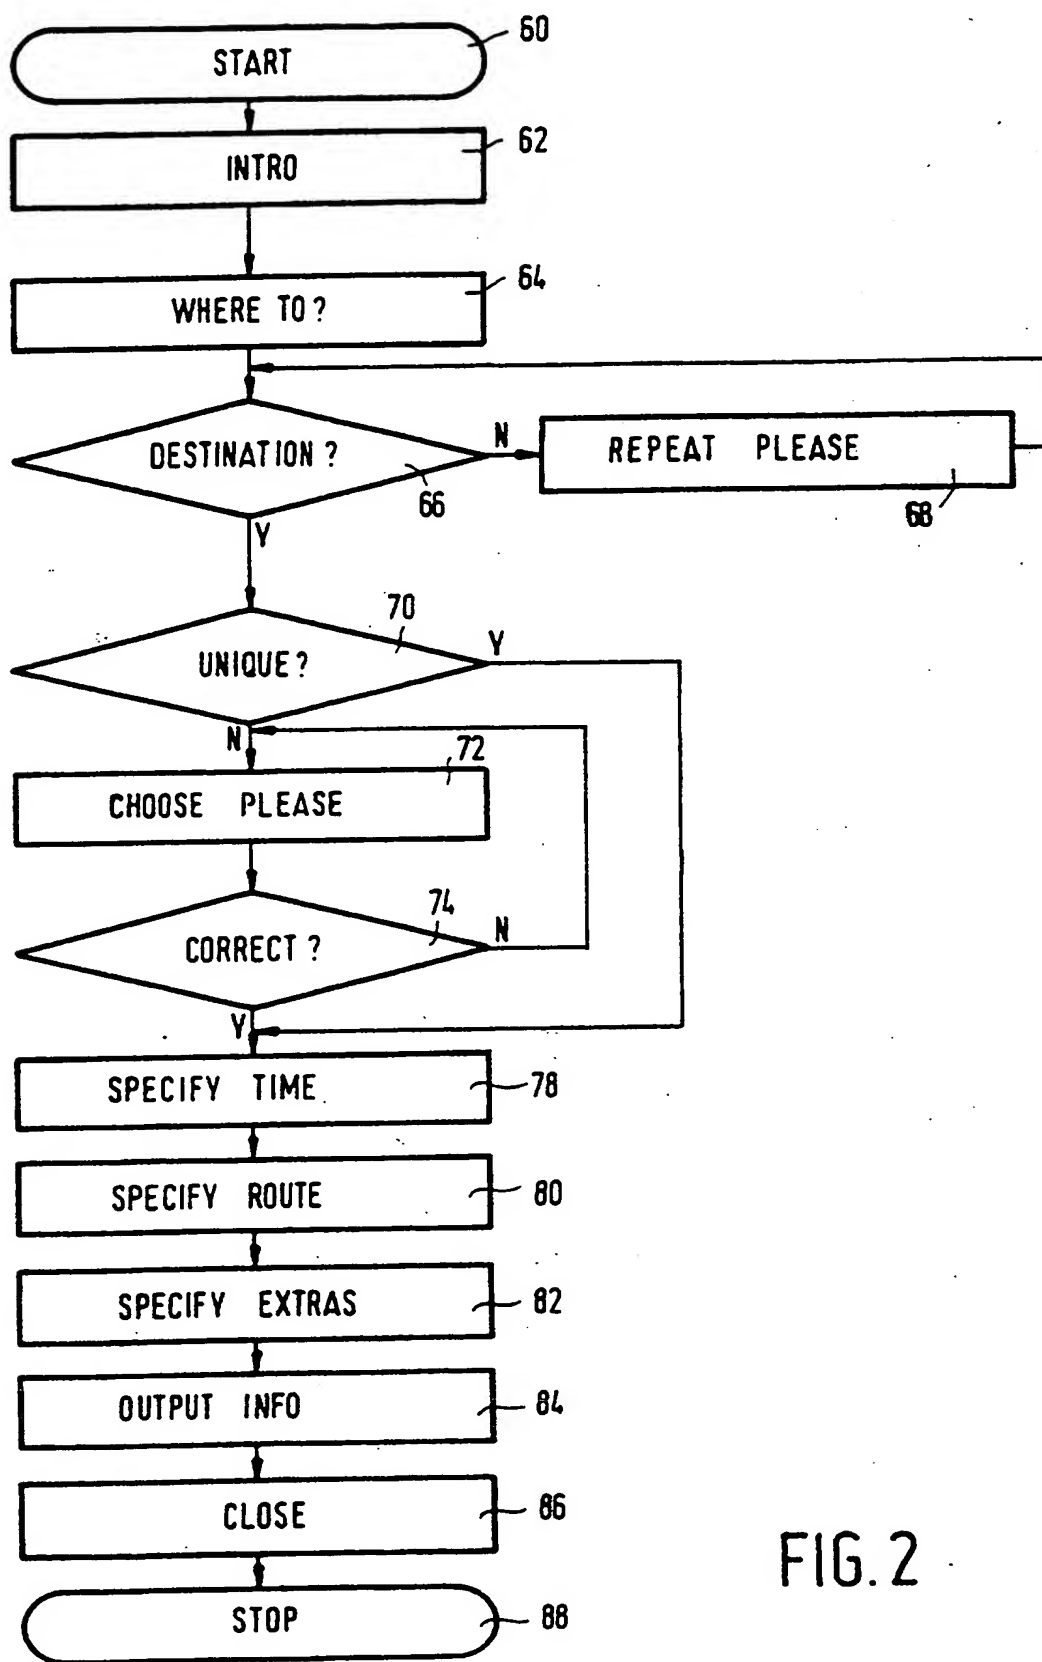 START
60
INTRO
62
WHERE TO?
64
DESTINATION?
66
N
REPEAT PLEASE
68
Y
UNIQUE?
70
Y
N
CHOOSE PLEASE
72
CORRECT?
74
N
Y
SPECIFY TIME
78
SPECIFY ROUTE
80
SPECIFY EXTRAS
82
OUTPUT INFO
84
CLOSE
86
STOP
88
FIG. 2